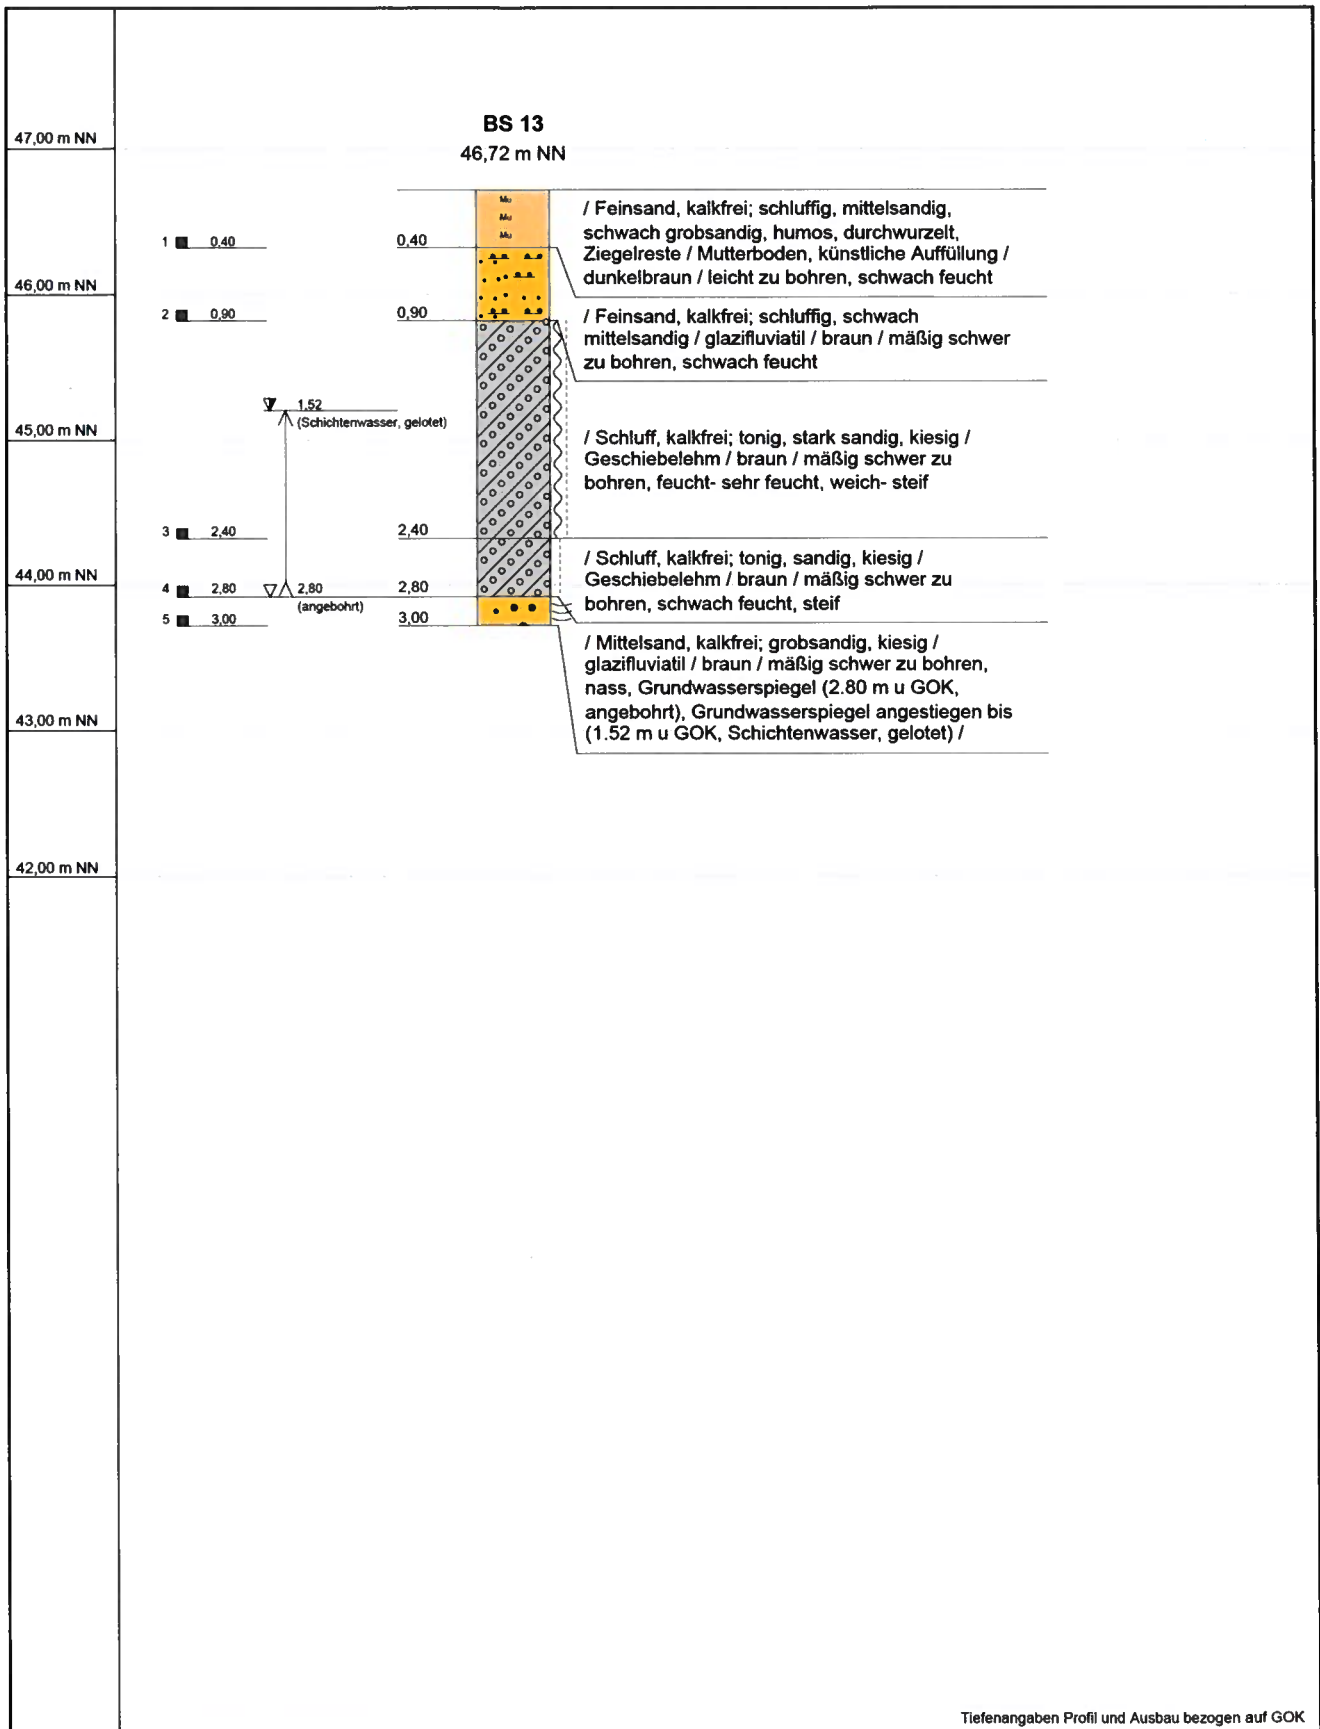 BS 13
46,72 m NN
47,00 m NN
46,00 m NN
45,00 m NN
44,00 m NN
43,00 m NN
42,00 m NN
Mu
Mu
Mu
1 0,40
0,40
2 0,90
0,90
1.52
(Schichtenwasser, gelotet)
3 2,40
2,40
4 2,80
2,80
(angebohrt)
2,80
5 3,00
3,00
/ Feinsand, kalkfrei; schluffig, mittelsandig,
schwach grobsandig, humos, durchwurzelt,
Ziegelreste / Mutterboden, künstliche Auffüllung /
dunkelbraun / leicht zu bohren, schwach feucht
/ Feinsand, kalkfrei; schluffig, schwach
mittelsandig / glazifluviatil / braun / mäßig schwer
zu bohren, schwach feucht
/ Schluff, kalkfrei; tonig, stark sandig, kiesig /
Geschiebelehm / braun / mäßig schwer zu
bohren, feucht- sehr feucht, weich- steif
/ Schluff, kalkfrei; tonig, sandig, kiesig /
Geschiebelehm / braun / mäßig schwer zu
bohren, schwach feucht, steif
/ Mittelsand, kalkfrei; grobsandig, kiesig /
glazifluviatil / braun / mäßig schwer zu bohren,
nass, Grundwasserspiegel (2.80 m u GOK,
angebohrt), Grundwasserspiegel angestiegen bis
(1.52 m u GOK, Schichtenwasser, gelotet) /
Tiefenangaben Profil und Ausbau bezogen auf GOK